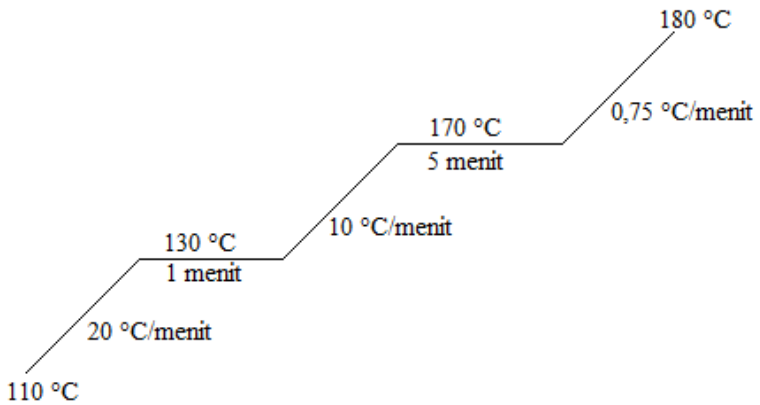 180 °C
0,75 °C/menit
170 °C
5 menit
10 °C/menit
130 °C
1 menit
20 °C/menit
110 °C